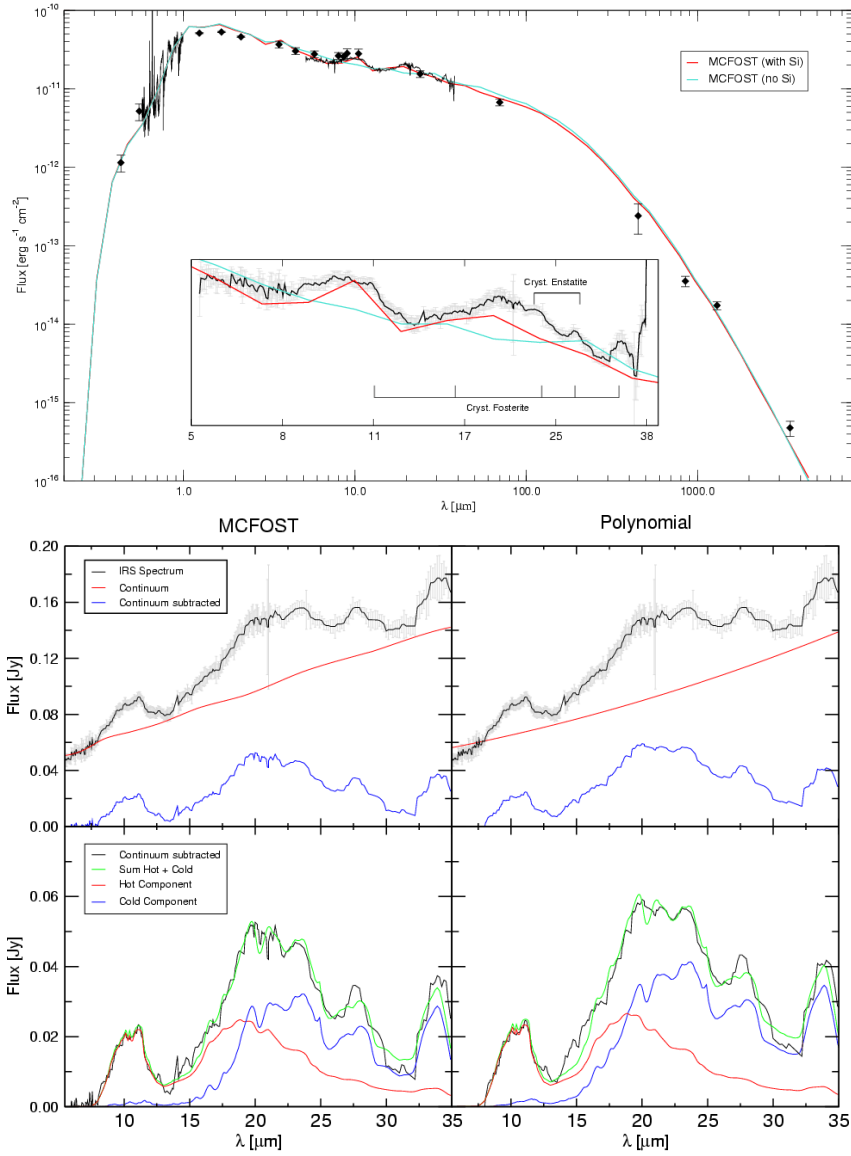 10^-10
10^-11
10^-12
10^-13
10^-14
10^-15
10^-16
Flux [erg s^-1 cm^-2]
MCFOST (with Si)
MCFOST (no Si)
Cryst. Enstatite
Cryst. Fosterite
5 8 11 17 25 38
1.0 10.0 100.0 1000.0
λ [μm]
MCFOST Polynomial
0.20
0.16
0.12
0.08
0.04
0.00
Flux [Jy]
IRS Spectrum
Continuum
Continuum subtracted
Flux [Jy]
0.06
0.04
0.02
0.00
Flux [Jy]
Continuum subtracted
Sum Hot + Cold
Hot Component
Cold Component
Flux [Jy]
10 15 20 25 30 35
10 15 20 25 30 35
λ [μm]
λ [μm]